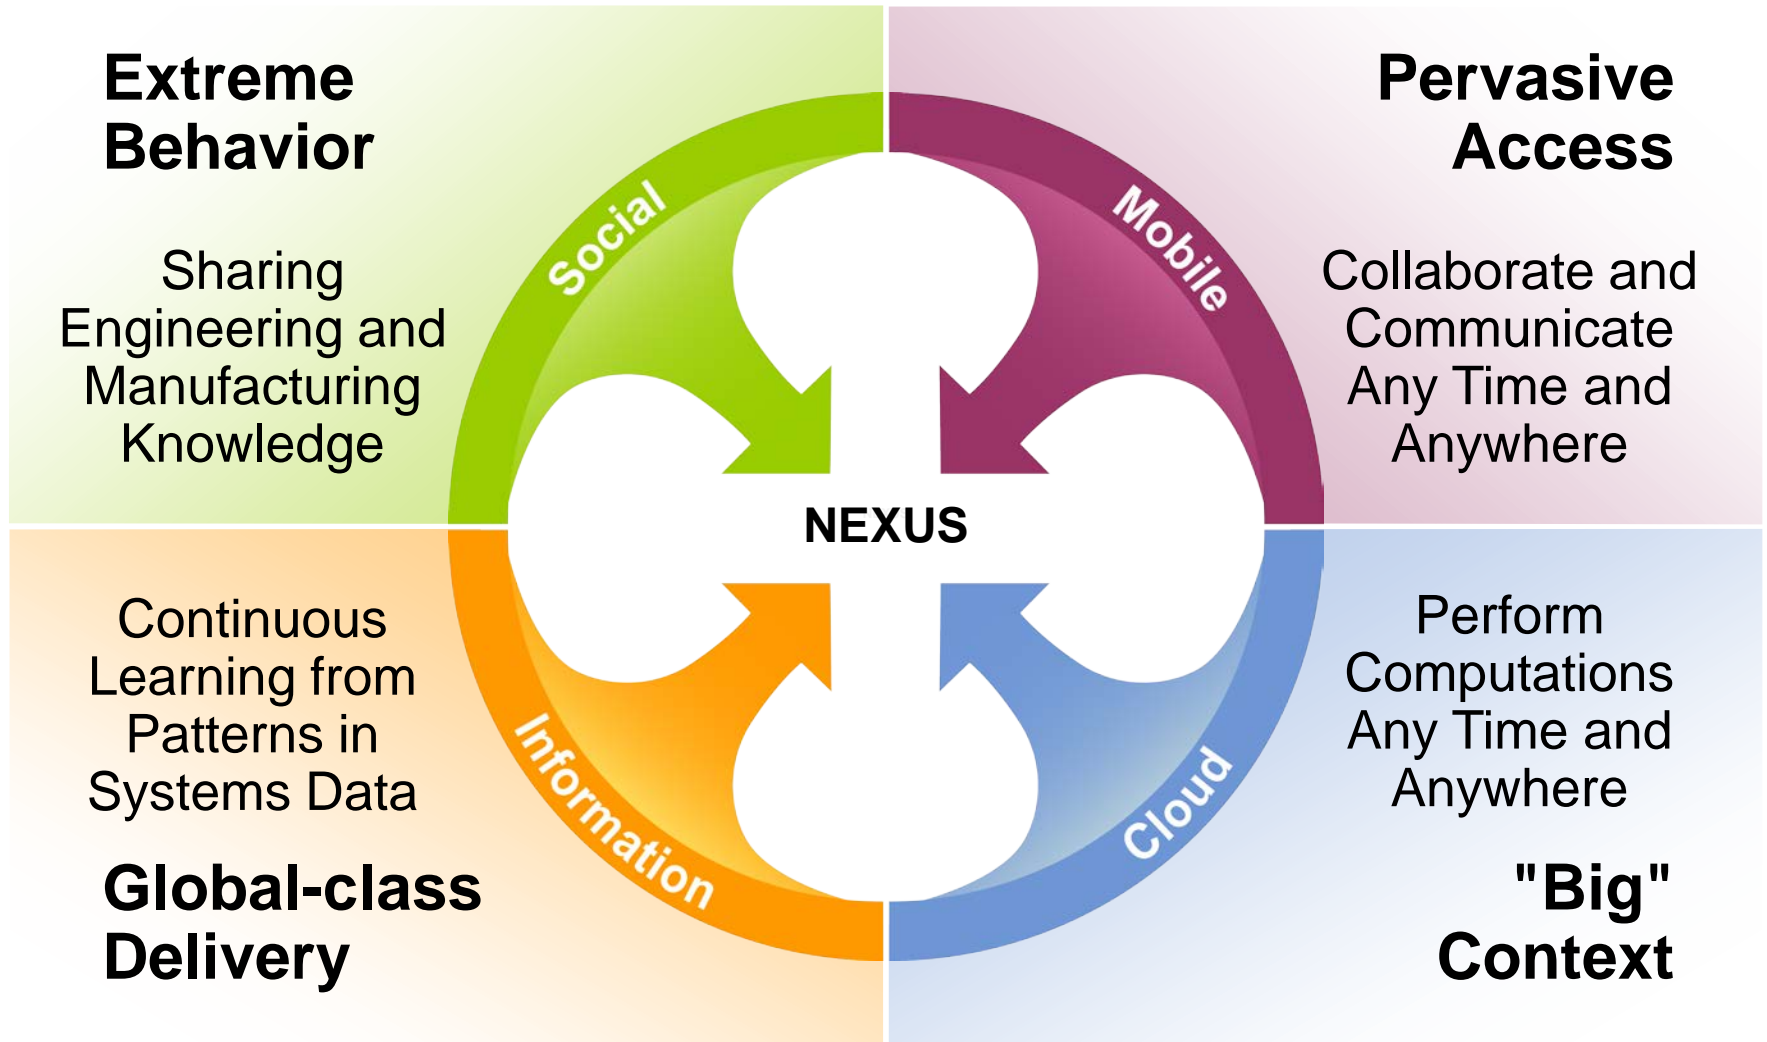 Extreme
Behavior
Sharing
Engineering and
Manufacturing
Knowledge
Social
Mobile
Pervasive
Access
Collaborate and
Communicate
Any Time and
Anywhere
NEXUS
Continuous
Learning from
Patterns in
Systems Data
Global-class
Delivery
Information
Cloud
Perform
Computations
Any Time and
Anywhere
"Big"
Context